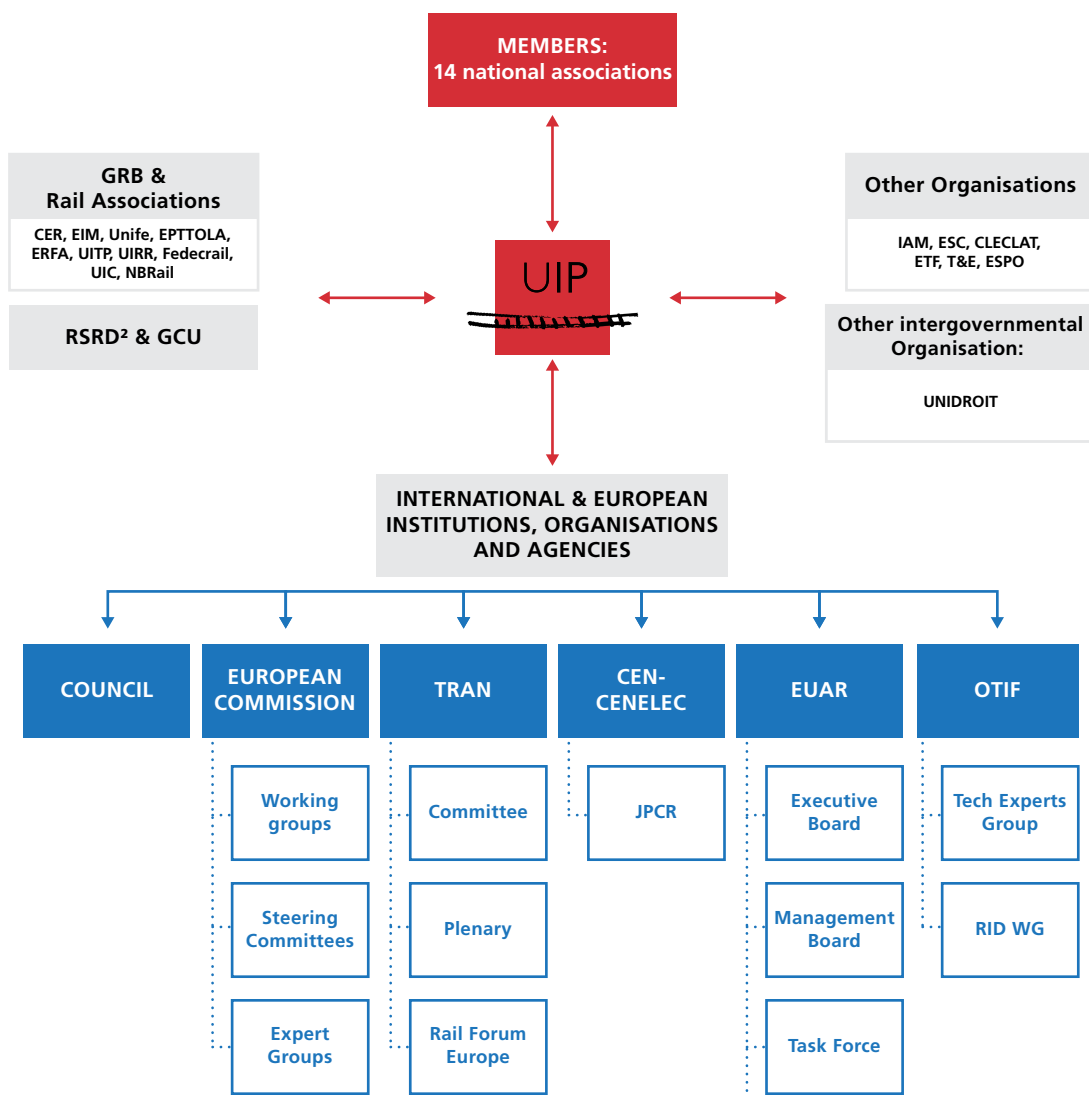 MEMBERS:
14 national associations
GRB &
Rail Associations
CER, EIM, Unife, EPTTOLA,
ERFA, UITP, UIRR, Fedecrail,
UIC, NBRail
RSRD² & GCU
UIP
Other Organisations
IAM, ESC, CLECLAT,
ETF, T&E, ESPO
Other intergovernmental
Organisation:
UNIDROIT
INTERNATIONAL & EUROPEAN
INSTITUTIONS, ORGANISATIONS
AND AGENCIES
COUNCIL
EUROPEAN
COMMISSION
Working
groups
Steering
Committees
Expert
Groups
TRAN
Committee
Plenary
Rail Forum
Europe
CEN-
CENELEC
JPCR
EUAR
Executive
Board
Management
Board
Task Force
OTIF
Tech Experts
Group
RID WG